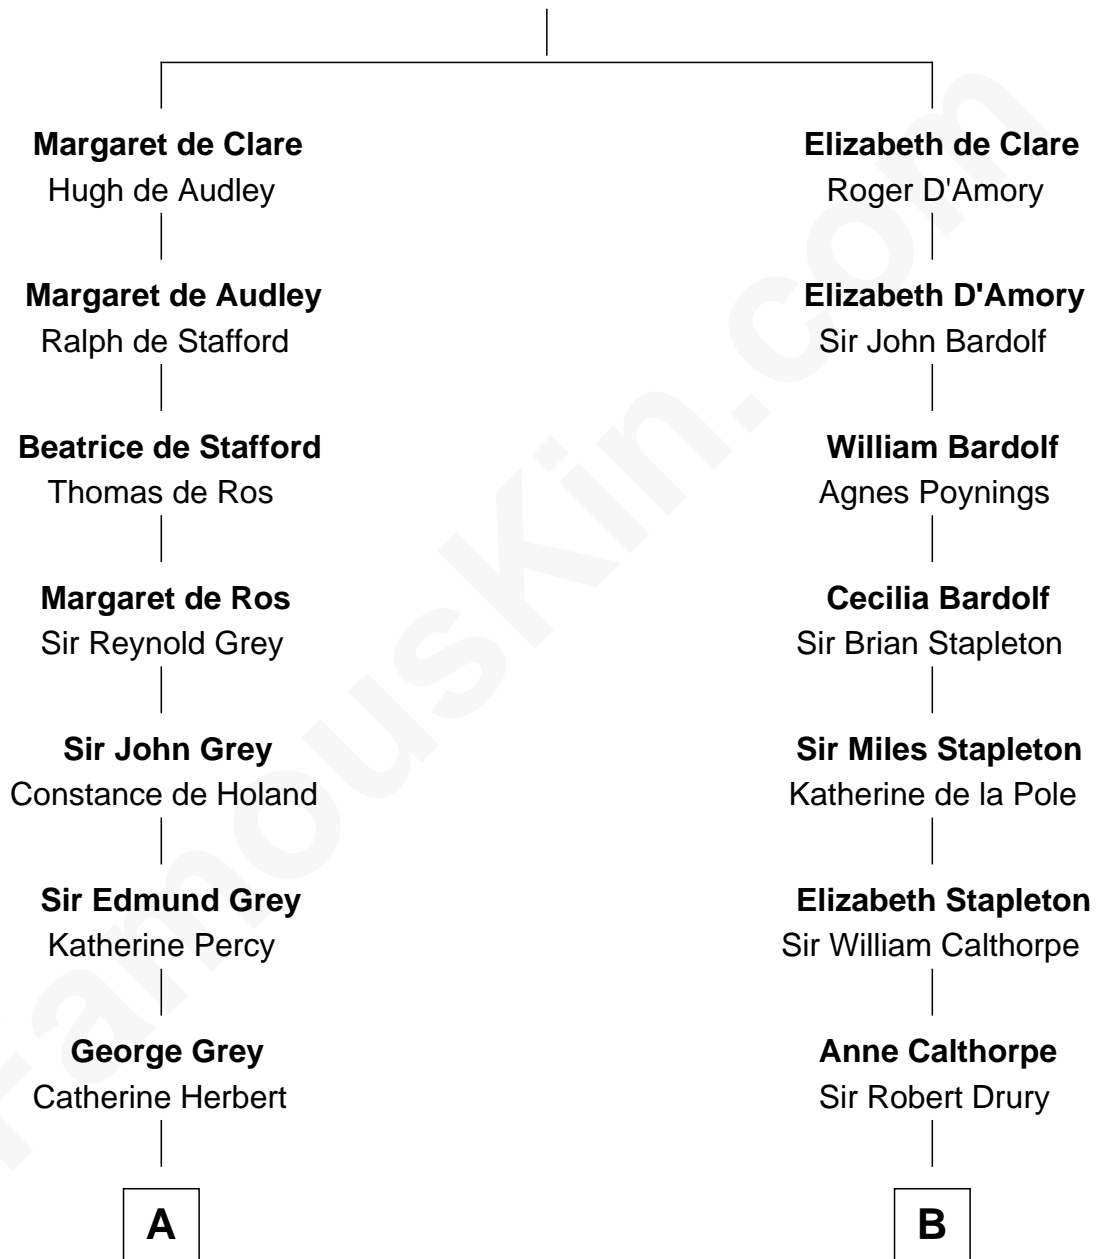 Margaret de Clare
Hugh de Audley
Margaret de Audley
Ralph de Stafford
Beatrice de Stafford
Thomas de Ros
Margaret de Ros
Sir Reynold Grey
Sir John Grey
Constance de Holand
Sir Edmund Grey
Katherine Percy
George Grey
Catherine Herbert
A
Elizabeth de Clare
Roger D'Amory
Elizabeth D'Amory
Sir John Bardolf
William Bardolf
Agnes Poynings
Cecilia Bardolf
Sir Brian Stapleton
Sir Miles Stapleton
Katherine de la Pole
Elizabeth Stapleton
Sir William Calthorpe
Anne Calthorpe
Sir Robert Drury
B
FamousKin.com